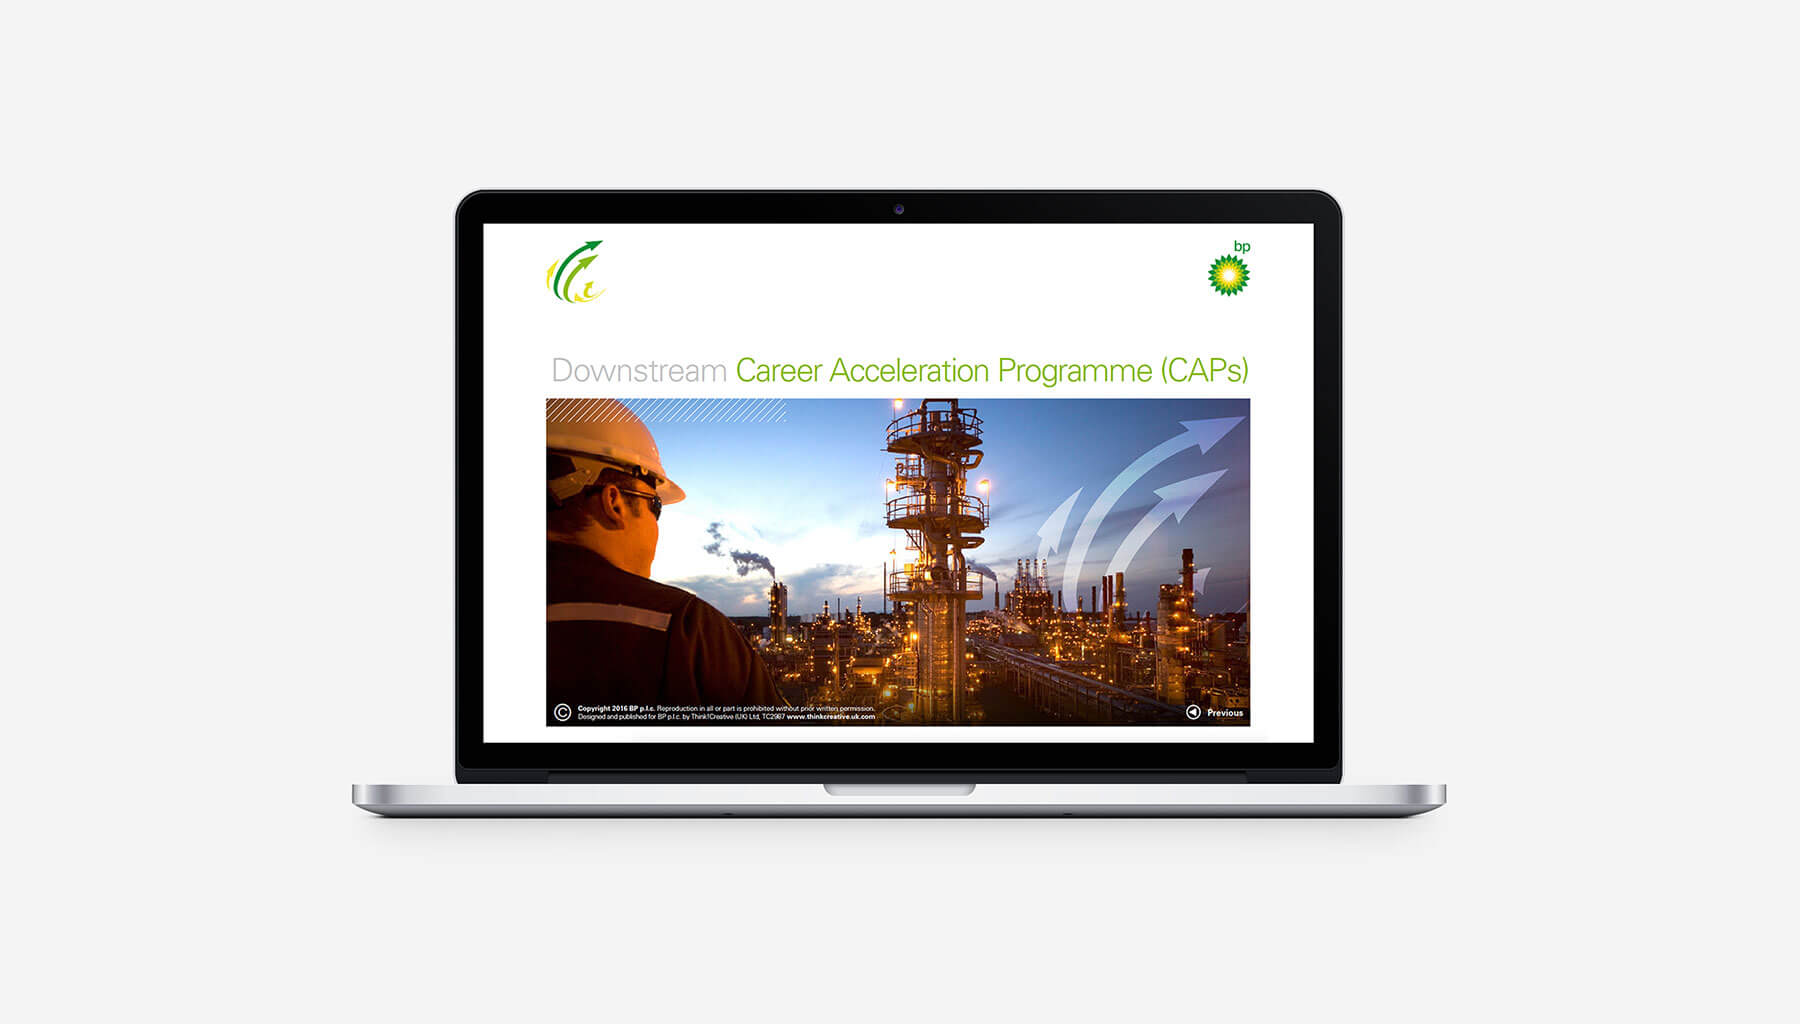 bp
Downstream Career Acceleration Programme (CAPs)
© Copyright 2016 BP p.l.c. Reproduction in all or part is prohibited without prior written permission.
Designed and published for BP p.l.c. by Think!Creative (UK) Ltd, TC2987 www.thinkcreative.uk.com
Previous